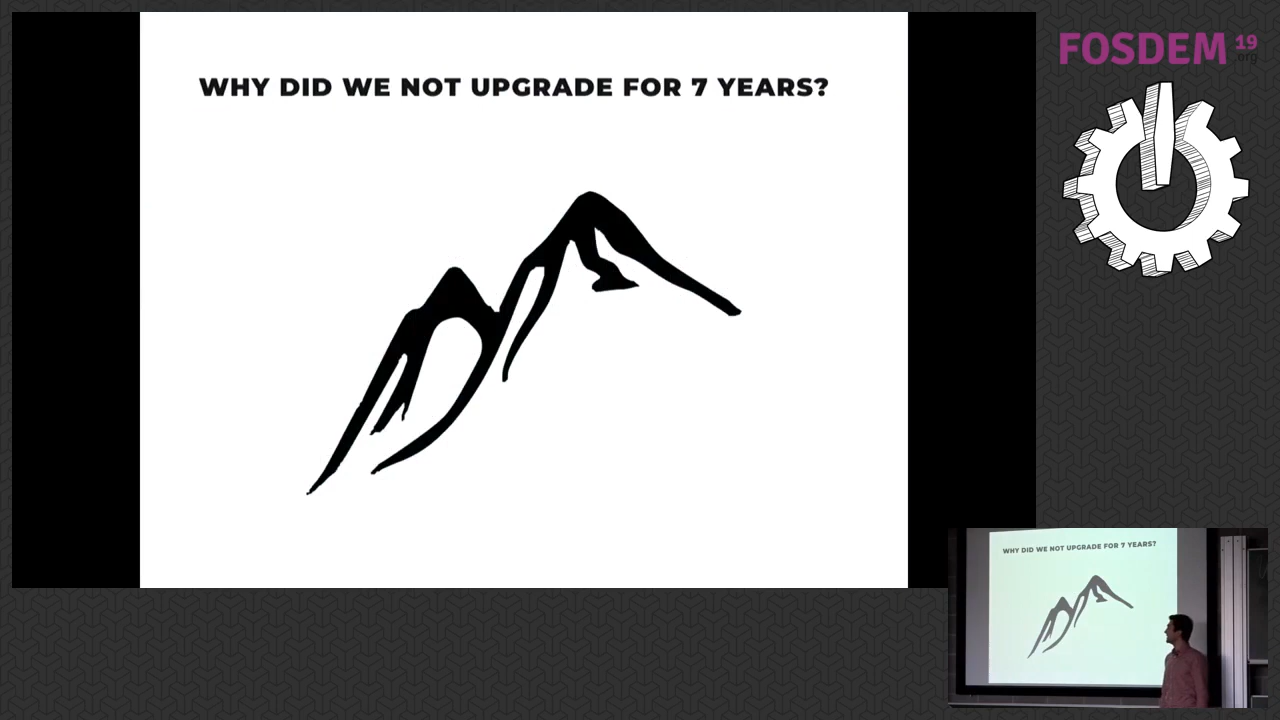 WHY DID WE NOT UPGRADE FOR 7 YEARS?
FOSDEM 19
.org
WHY DID WE NOT UPGRADE FOR 7 YEARS?